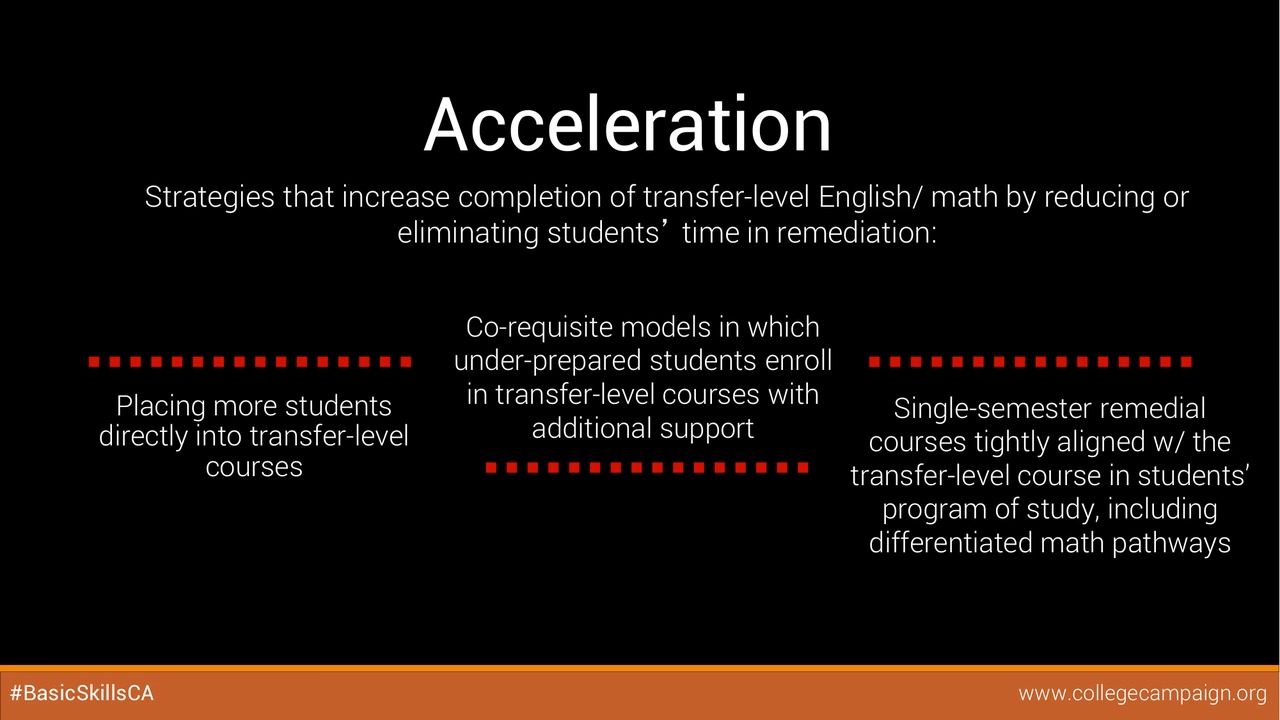 Acceleration
Strategies that increase completion of transfer-level English/ math by reducing or
eliminating students’ time in remediation:
Placing more students
directly into transfer-level
courses
Co-requisite models in which
under-prepared students enroll
in transfer-level courses with
additional support
Single-semester remedial
courses tightly aligned w/ the
transfer-level course in students’
program of study, including
differentiated math pathways
#BasicSkillsCA
www.collegecampaign.org